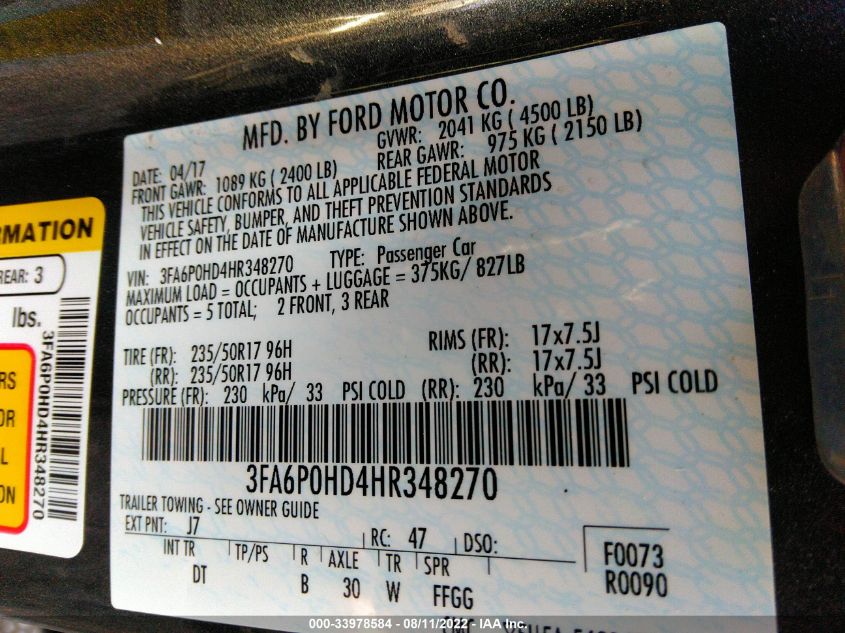 MFD. BY FORD MOTOR CO.
DATE: 04/17 GVWR: 2041 KG ( 4500 LB)
FRONT GAWR: 1089 KG ( 2400 LB) REAR GAWR: 975 KG ( 2150 LB)
THIS VEHICLE CONFORMS TO ALL APPLICABLE FEDERAL MOTOR
VEHICLE SAFETY, BUMPER, AND THEFT PREVENTION STANDARDS
IN EFFECT ON THE DATE OF MANUFACTURE SHOWN ABOVE.
VIN: 3FA6P0HD4HR348270 TYPE: Passenger Car
MAXIMUM LOAD = OCCUPANTS + LUGGAGE = 375KG/ 827LB
OCCUPANTS = 5 TOTAL; 2 FRONT, 3 REAR
TIRE (FR): 235/50R17 96H RIMS (FR): 17x7.5J
(RR): 235/50R17 96H (RR): 17x7.5J
PRESSURE (FR): 230 kPa/ 33 PSI COLD (RR): 230 kPa/ 33 PSI COLD
3FA6P0HD4HR348270
TRAILER TOWING - SEE OWNER GUIDE
EXT PNT: J7 RC: 47 DSO:
INT TR TP/PS R AXLE TR SPR
DT B 30 W FFGG
F0073
R0090
REAR: 3
lbs.
3FA6P0HD4HR348270
000-33978584 - 08/11/2022 - IAA Inc.